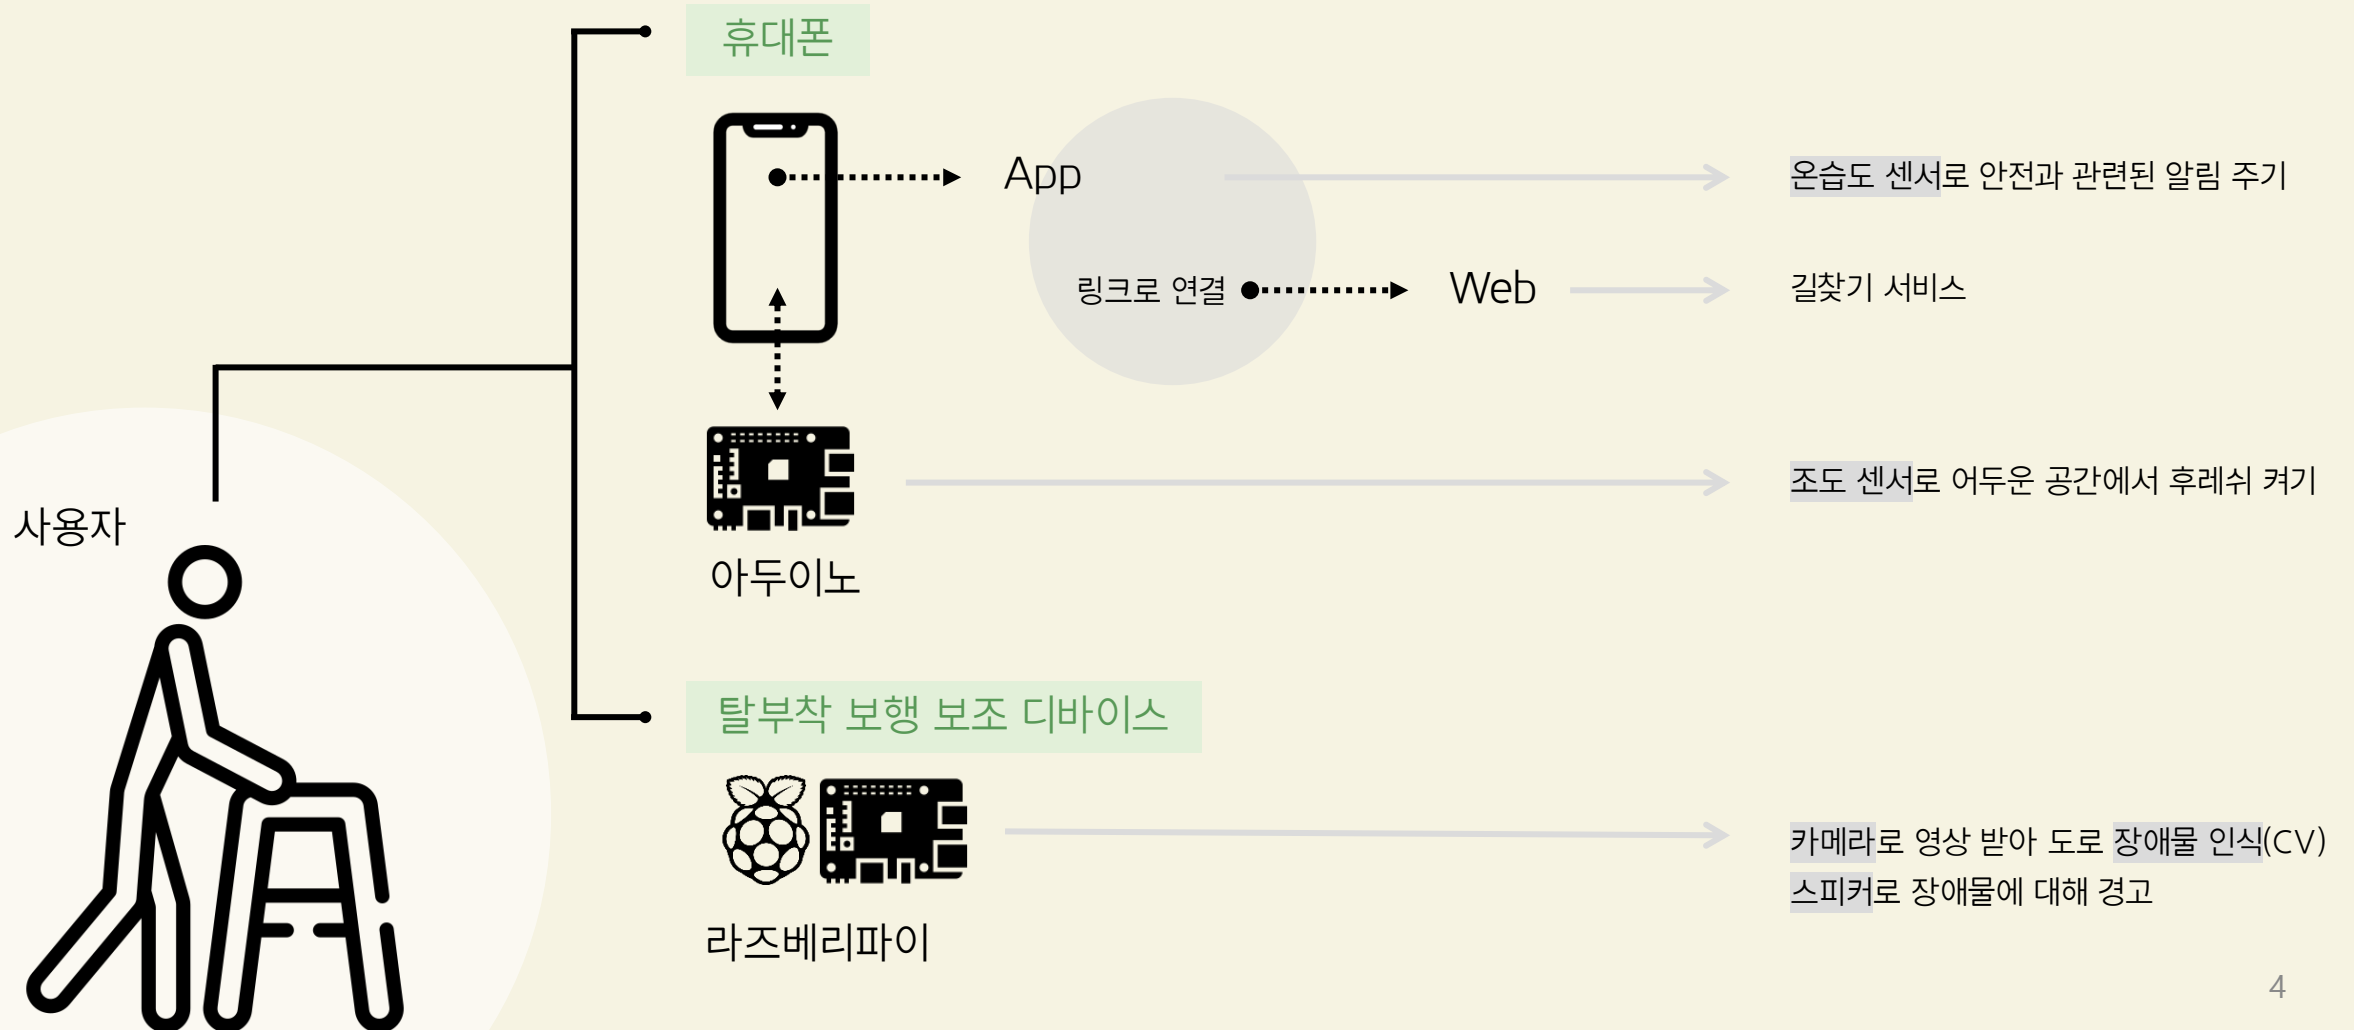 휴대폰
App
온습도 센서로 안전과 관련된 알림 주기
링크로 연결
Web
길찾기 서비스
조도 센서로 어두운 공간에서 후레쉬 켜기
사용자
아두이노
탈부착 보행 보조 디바이스
카메라로 영상 받아 도로 장애물 인식(CV)
스피커로 장애물에 대해 경고
라즈베리파이
4